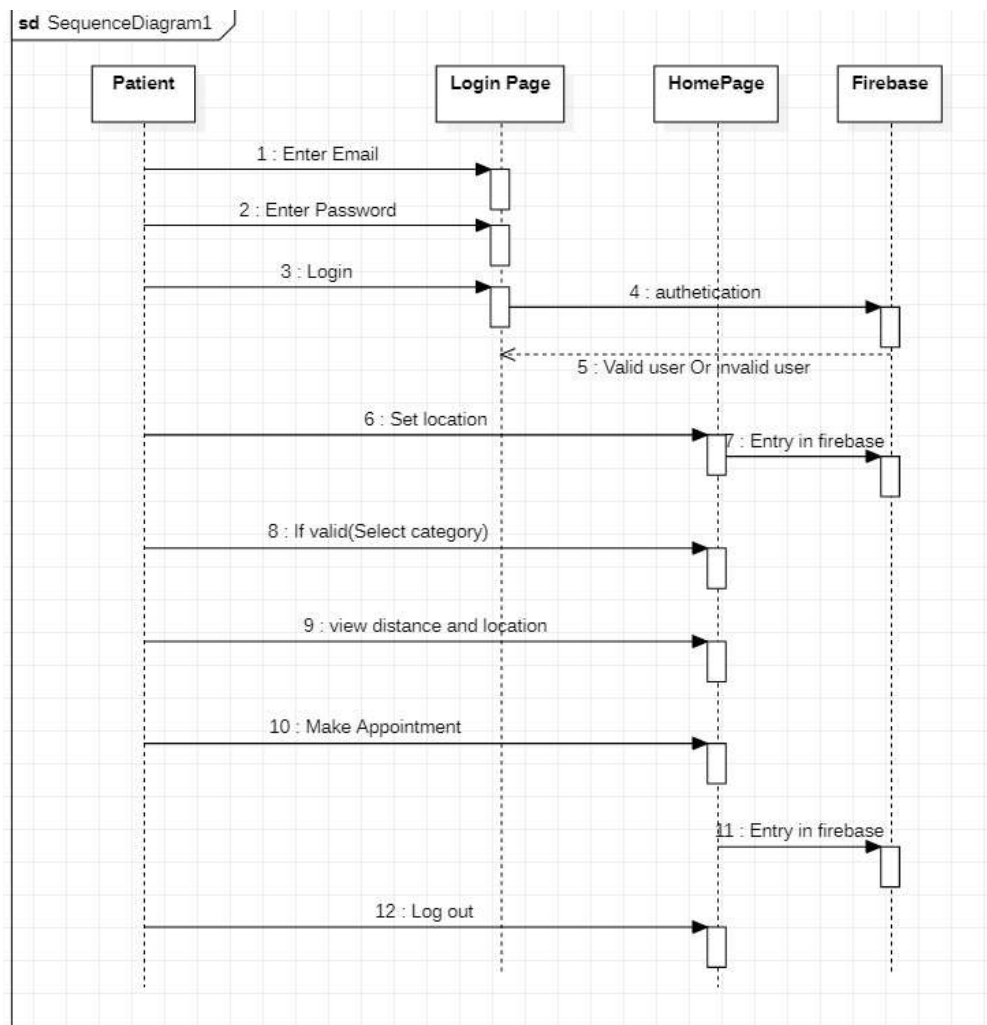 sd SequenceDiagram1
Patient
Login Page
HomePage
Firebase
1 : Enter Email
2 : Enter Password
3 : Login
4 : authetication
5 : Valid user Or invalid user
6 : Set location
7 : Entry in firebase
8 : If valid(Select category)
9 : view distance and location
10 : Make Appointment
11 : Entry in firebase
12 : Log out